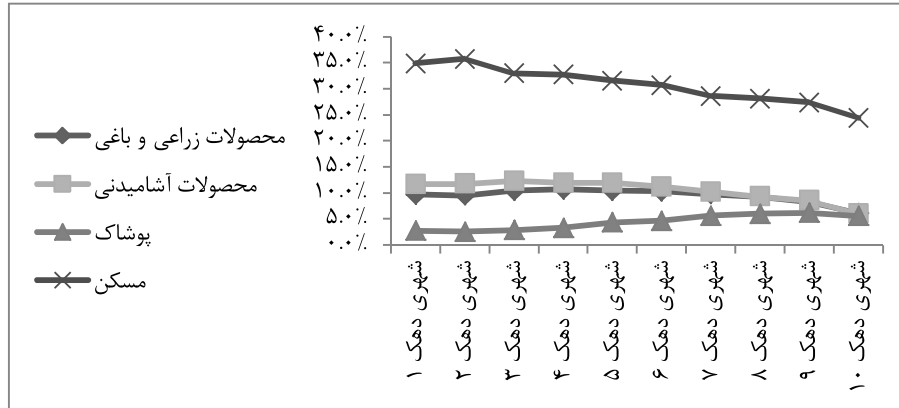 ۴۰.۰٪
۳۵.۰٪
۳۰.۰٪
۲۵.۰٪
۲۰.۰٪
۱۵.۰٪
۱۰.۰٪
۵.۰٪
۰.۰٪
محصولات زراعی و باغی
محصولات آشامیدنی
پوشاک
مسکن
شهری دهک ۱
شهری دهک ۲
شهری دهک ۳
شهری دهک ۴
شهری دهک ۵
شهری دهک ۶
شهری دهک ۷
شهری دهک ۸
شهری دهک ۹
شهری دهک ۱۰